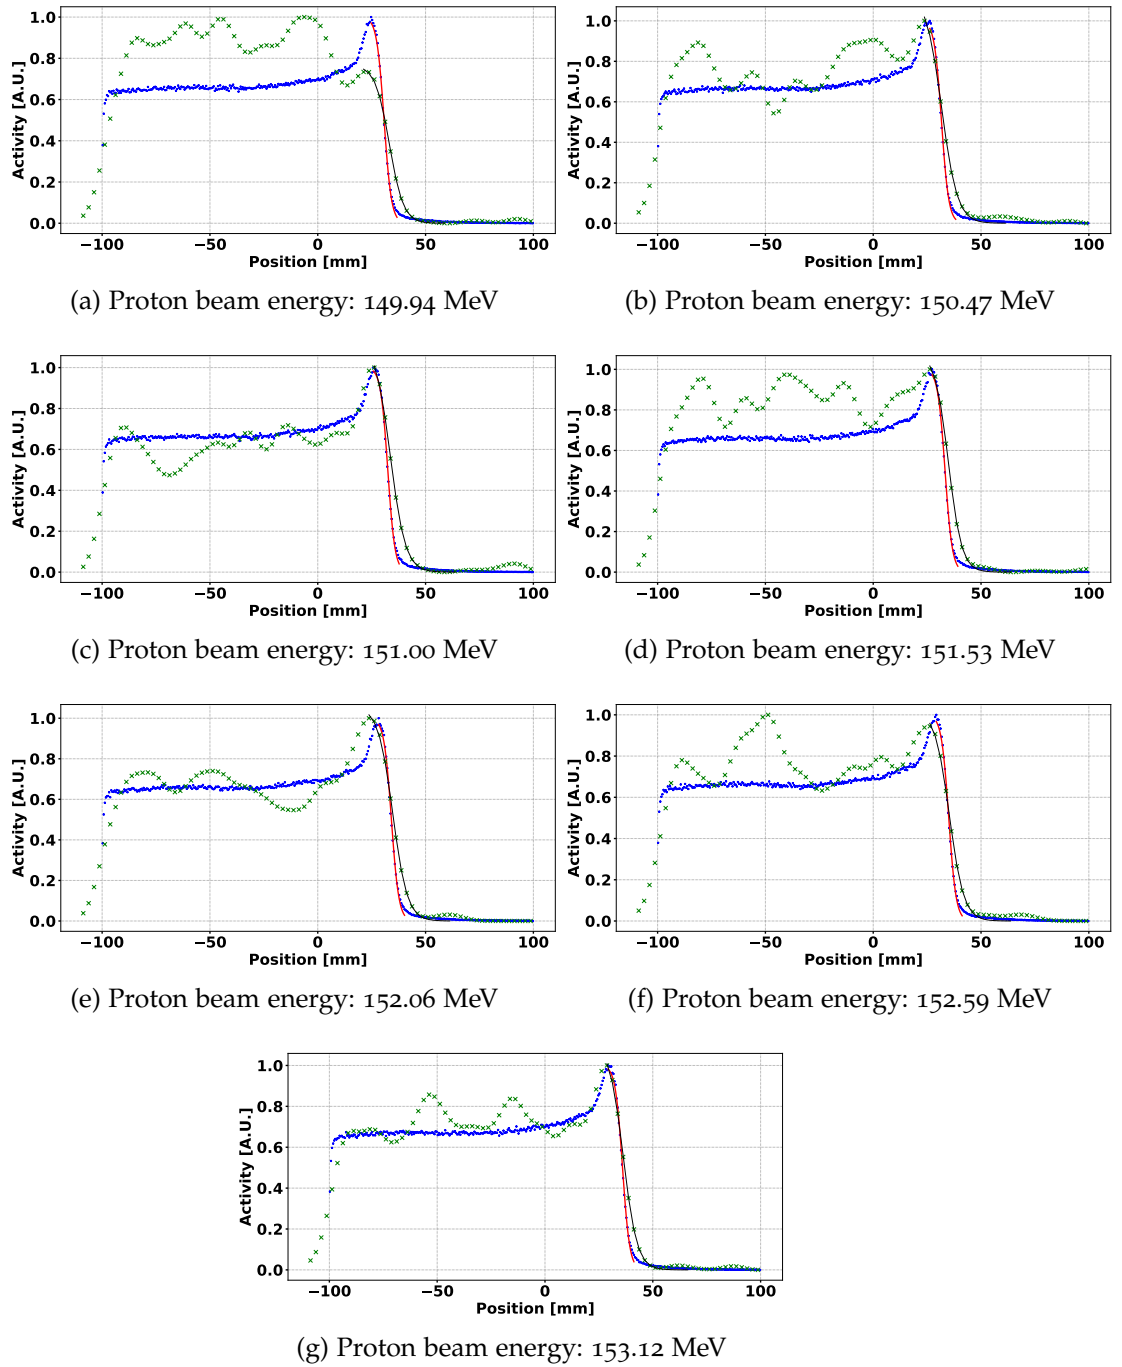 1.0
0.8
0.6
0.4
0.2
0.0
Activity [A.U.]
−100 −50 0 50 100
Position [mm]
(a) Proton beam energy: 149.94 MeV
1.0
0.8
0.6
0.4
0.2
0.0
Activity [A.U.]
−100 −50 0 50 100
Position [mm]
(b) Proton beam energy: 150.47 MeV
1.0
0.8
0.6
0.4
0.2
0.0
Activity [A.U.]
−100 −50 0 50 100
Position [mm]
(c) Proton beam energy: 151.00 MeV
1.0
0.8
0.6
0.4
0.2
0.0
Activity [A.U.]
−100 −50 0 50 100
Position [mm]
(d) Proton beam energy: 151.53 MeV
1.0
0.8
0.6
0.4
0.2
0.0
Activity [A.U.]
−100 −50 0 50 100
Position [mm]
(e) Proton beam energy: 152.06 MeV
1.0
0.8
0.6
0.4
0.2
0.0
Activity [A.U.]
−100 −50 0 50 100
Position [mm]
(f) Proton beam energy: 152.59 MeV
1.0
0.8
0.6
0.4
0.2
0.0
Activity [A.U.]
−100 −50 0 50 100
Position [mm]
(g) Proton beam energy: 153.12 MeV